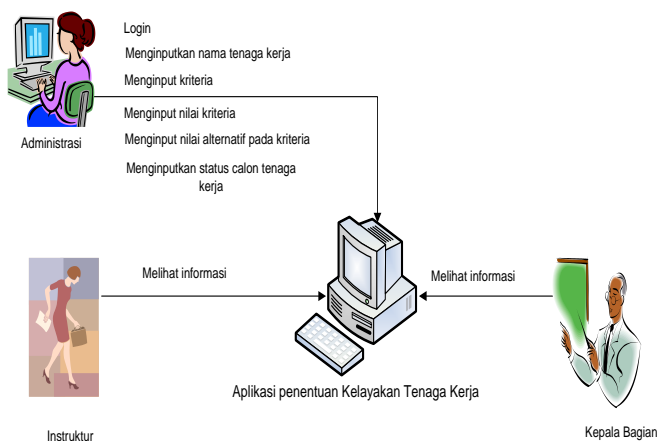 Login
Menginputkan nama tenaga kerja
Menginput kriteria
Menginput nilai kriteria
Administrasi
Menginput nilai alternatif pada kriteria
Menginputkan status calon tenaga
kerja
Melihat informasi
Melihat informasi
Aplikasi penentuan Kelayakan Tenaga Kerja
Instruktur
Kepala Bagian